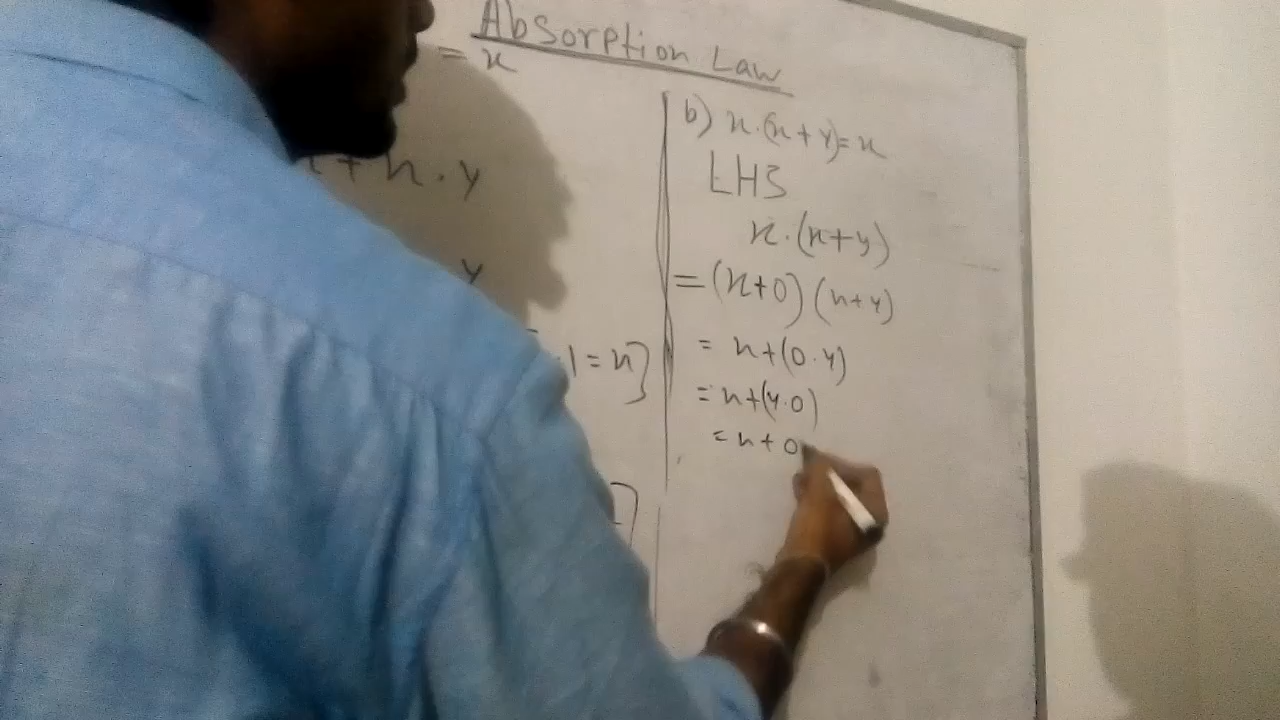 Absorption Law
= x
x + x . y
y
1 = x]
]
b) x.(x + y) = x
LHS
x.(x+y)
= (x+0) (x+y)
= x+(0.y)
= x+(y.0)
= x+0